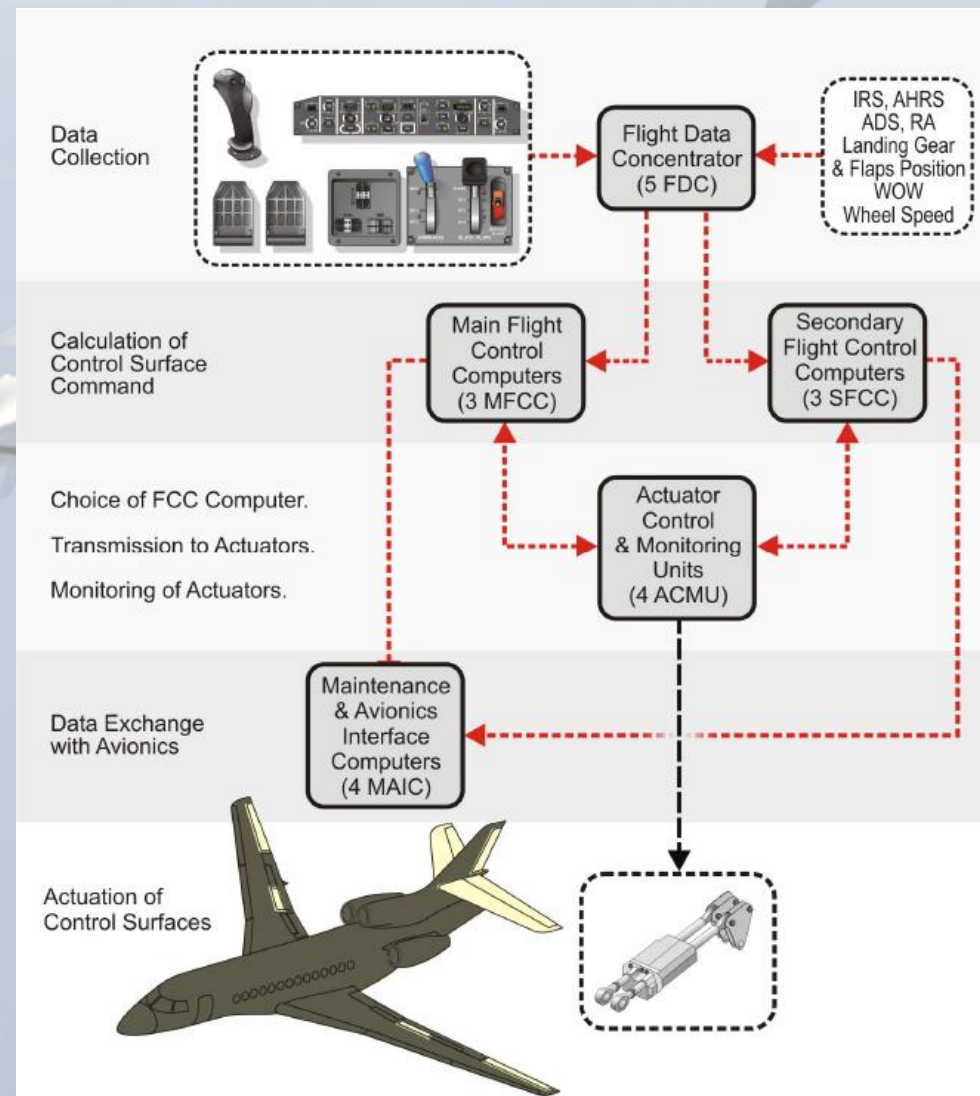 Data
Collection
Flight Data
Concentrator
(5 FDC)
IRS, AHRS
ADS, RA
Landing Gear
& Flaps Position
WOW
Wheel Speed
Calculation of
Control Surface
Command
Main Flight
Control
Computers
(3 MFCC)
Secondary
Flight Control
Computers
(3 SFCC)
Choice of FCC Computer.
Transmission to Actuators.
Monitoring of Actuators.
Actuator
Control
& Monitoring
Units
(4 ACMU)
Data Exchange
with Avionics
Maintenance
& Avionics
Interface
Computers
(4 MAIC)
Actuation of
Control Surfaces